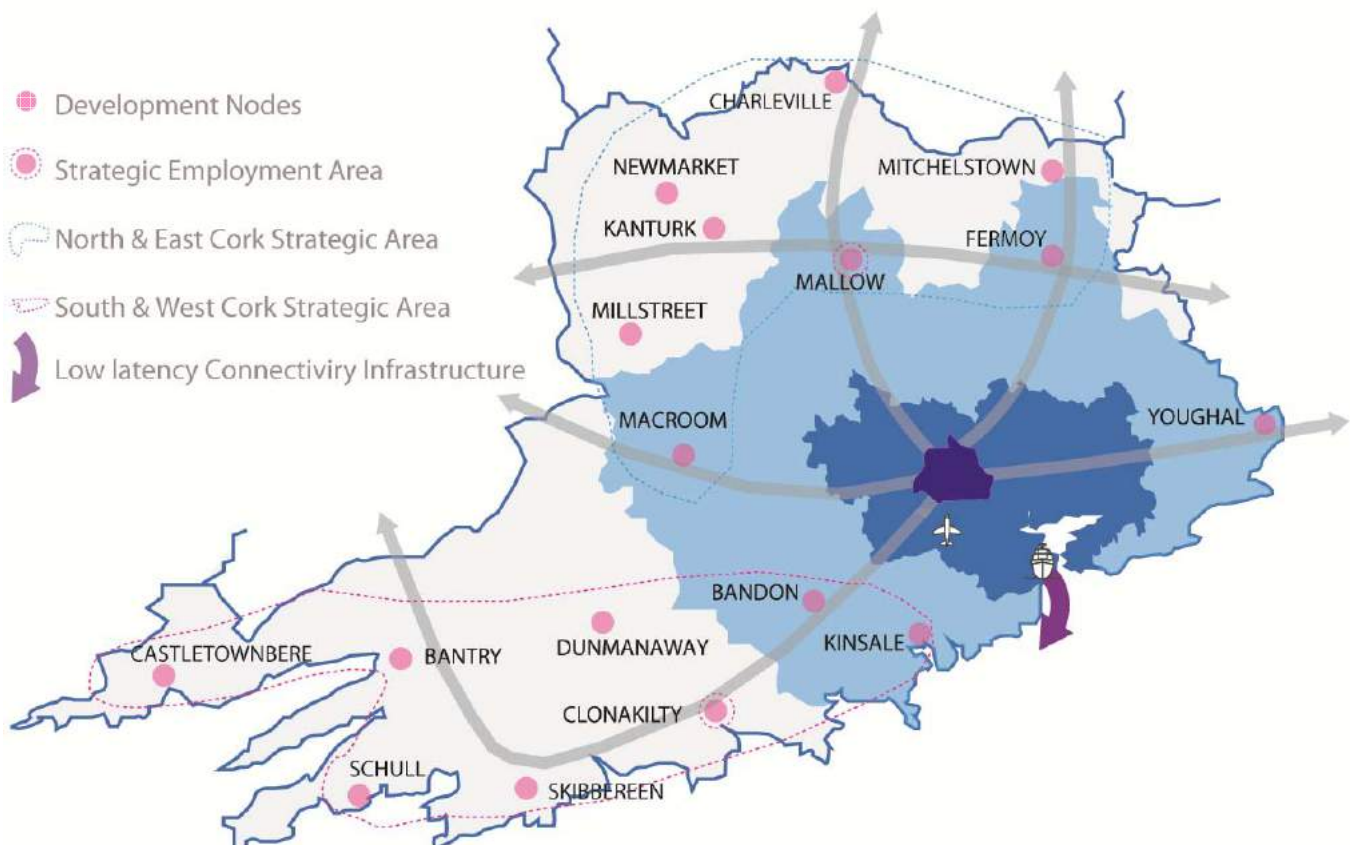 Development Nodes
Strategic Employment Area
North & East Cork Strategic Area
South & West Cork Strategic Area
Low latency Connectiviry Infrastructure
CHARLEVILLE
NEWMARKET
MITCHELSTOWN
KANTURK
FERMOY
MALLOW
MILLSTREET
MACROOM
YOUGHAL
BANDON
KINSALE
DUNMANAWAY
CASTLETOWNBERE
BANTRY
CLONAKILTY
SCHULL
SKIBBEREEN